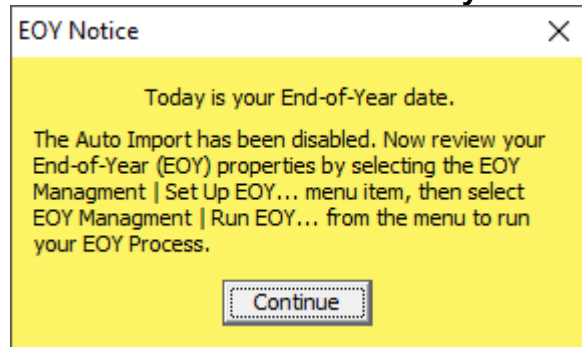 EOY Notice
Today is your End-of-Year date.
The Auto Import has been disabled. Now review your
End-of-Year (EOY) properties by selecting the EOY
Managment | Set Up EOY... menu item, then select
EOY Managment | Run EOY... from the menu to run
your EOY Process.
Continue